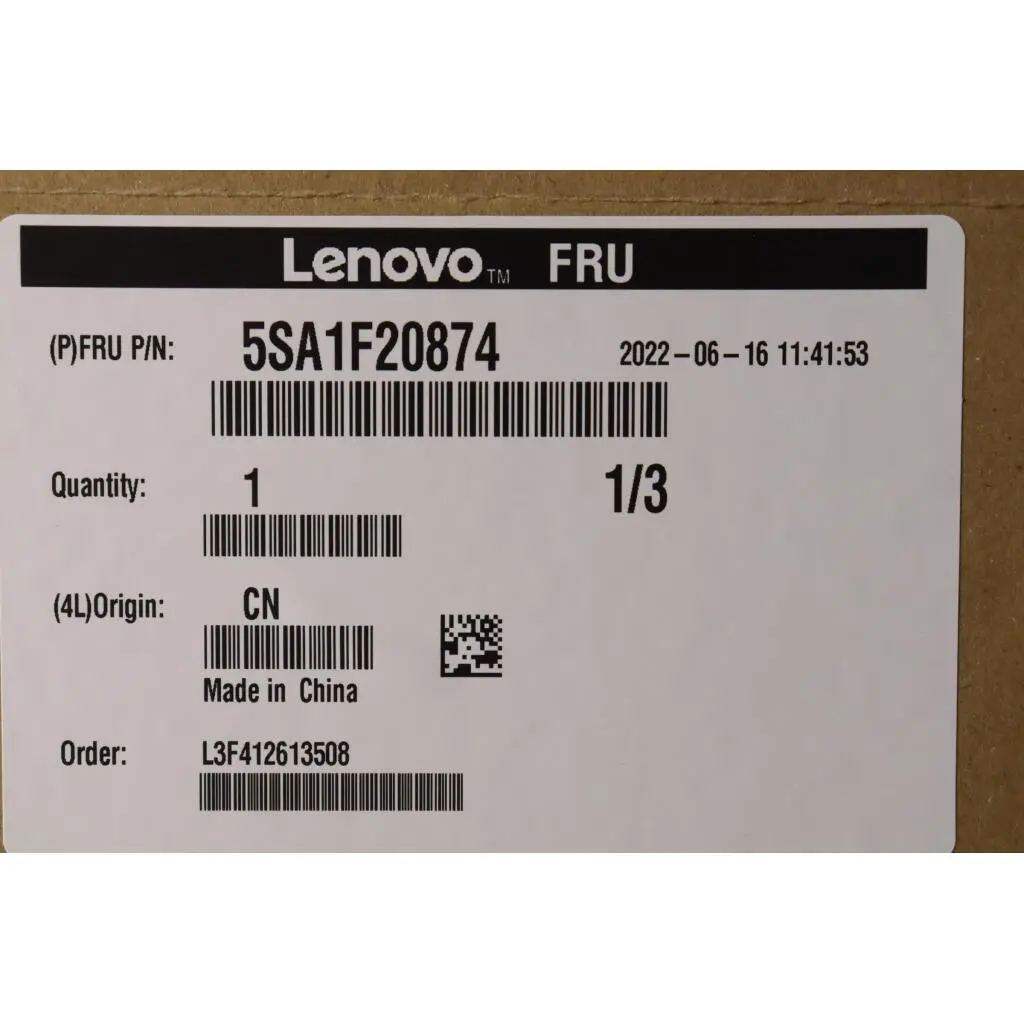 Lenovo™ FRU
(P)FRU P/N: 5SA1F20874 2022-06-16 11:41:53
Quantity: 1 1/3
(4L)Origin: CN
Made in China
Order: L3F412613508